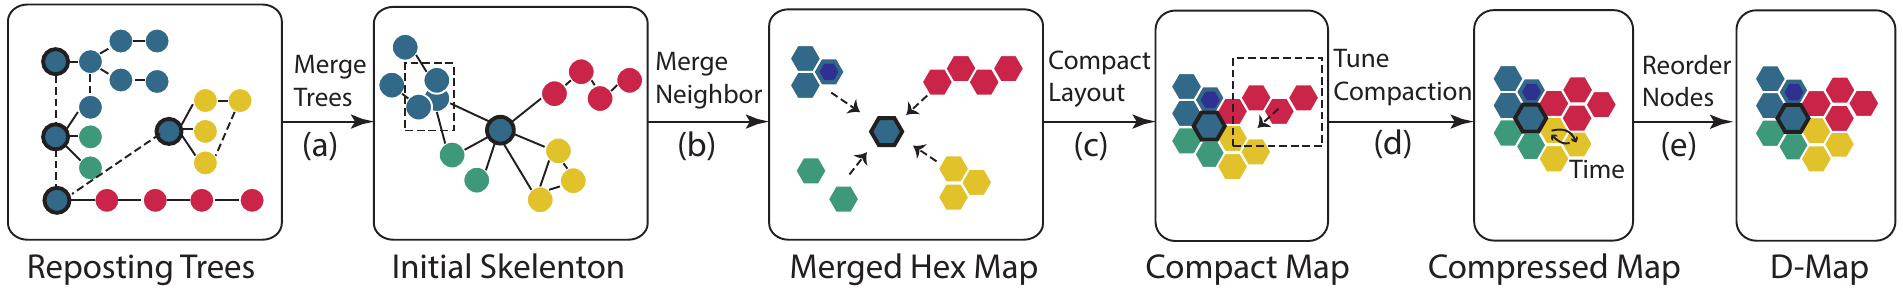 Merge
Trees
(a)
Merge
Neighbor
(b)
Compact
Layout
(c)
Tune
Compaction
(d)
Time
Reorder
Nodes
(e)
Reposting Trees
Initial Skelenton
Merged Hex Map
Compact Map
Compressed Map
D-Map